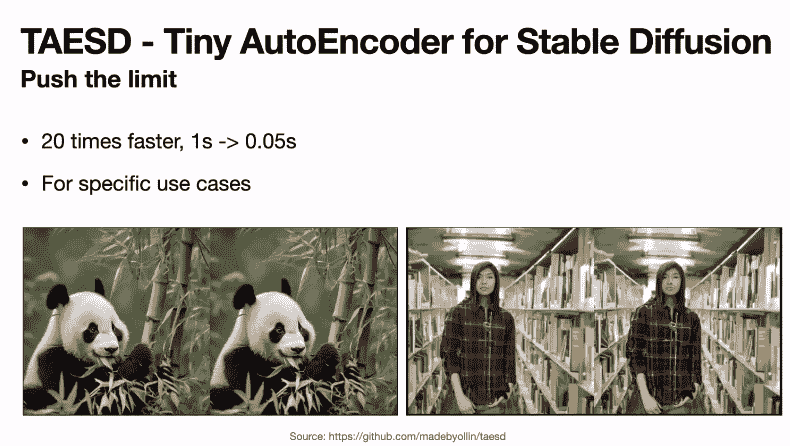 TAESD - Tiny AutoEncoder for Stable Diffusion
Push the limit
• 20 times faster, 1s -> 0.05s
• For specific use cases
Source: https://github.com/madebyollin/taesd